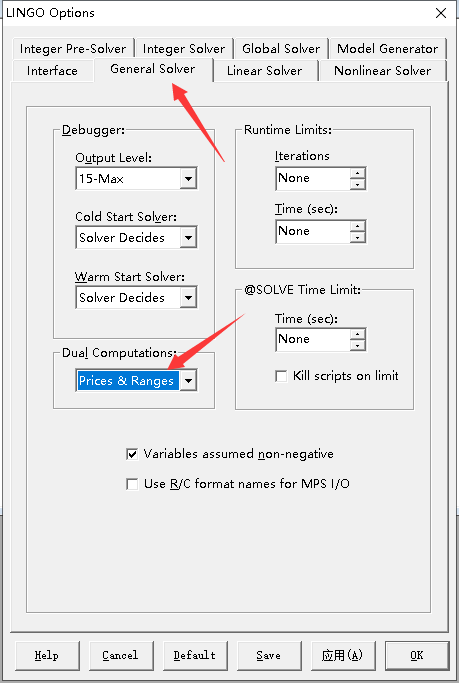 LINGO Options
Integer Pre-Solver Integer Solver Global Solver Model Generator
Interface General Solver Linear Solver Nonlinear Solver
Debugger:
Output Level:
15-Max
Cold Start Solver:
Solver Decides
Warm Start Solver:
Solver Decides
Dual Computations:
Prices & Ranges
Runtime Limits:
Iterations
None
Time (sec):
None
@SOLVE Time Limit:
Time (sec):
None
Kill scripts on limit
Variables assumed non-negative
Use R/C format names for MPS I/O
Help Cancel Default Save 应用(A) OK